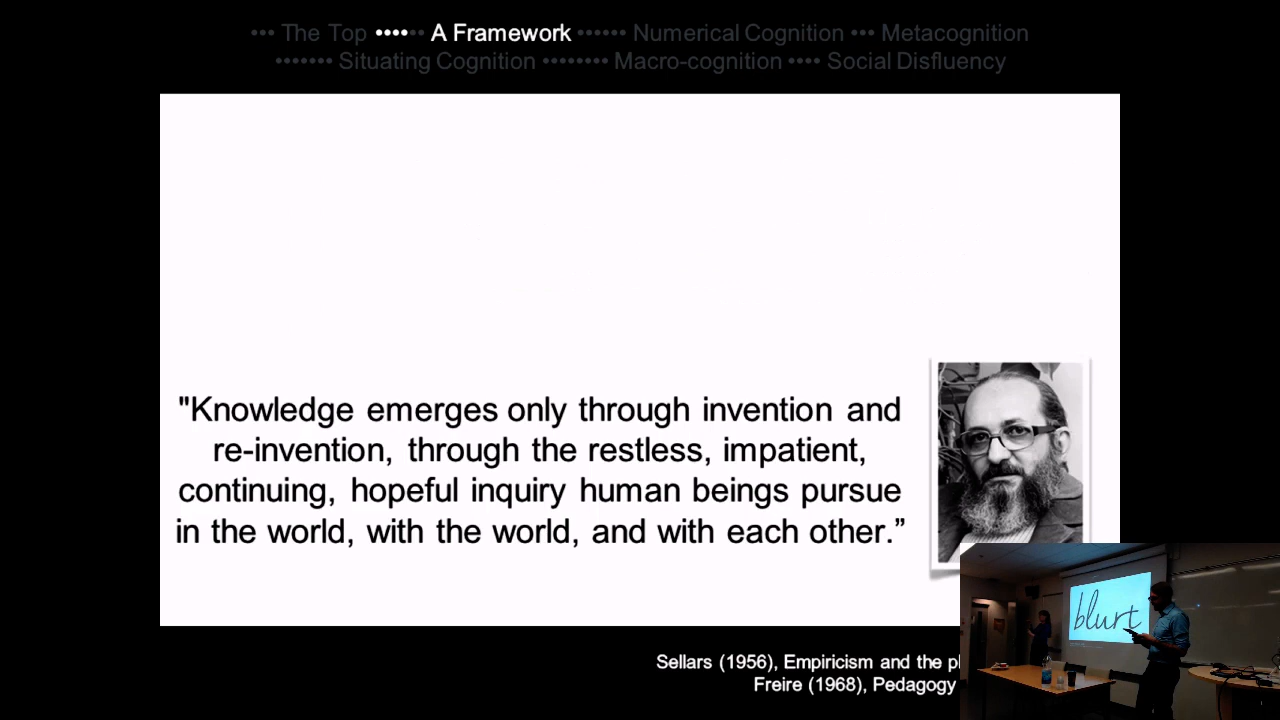 ••• The Top •••••• A Framework •••••• Numerical Cognition ••• Metacognition
••••••• Situating Cognition •••••••• Macro-cognition •••• Social Disfluency
"Knowledge emerges only through invention and
re-invention, through the restless, impatient,
continuing, hopeful inquiry human beings pursue
in the world, with the world, and with each other.”
Sellars (1956), Empiricism and the
Freire (1968), Pedagogy
blurt